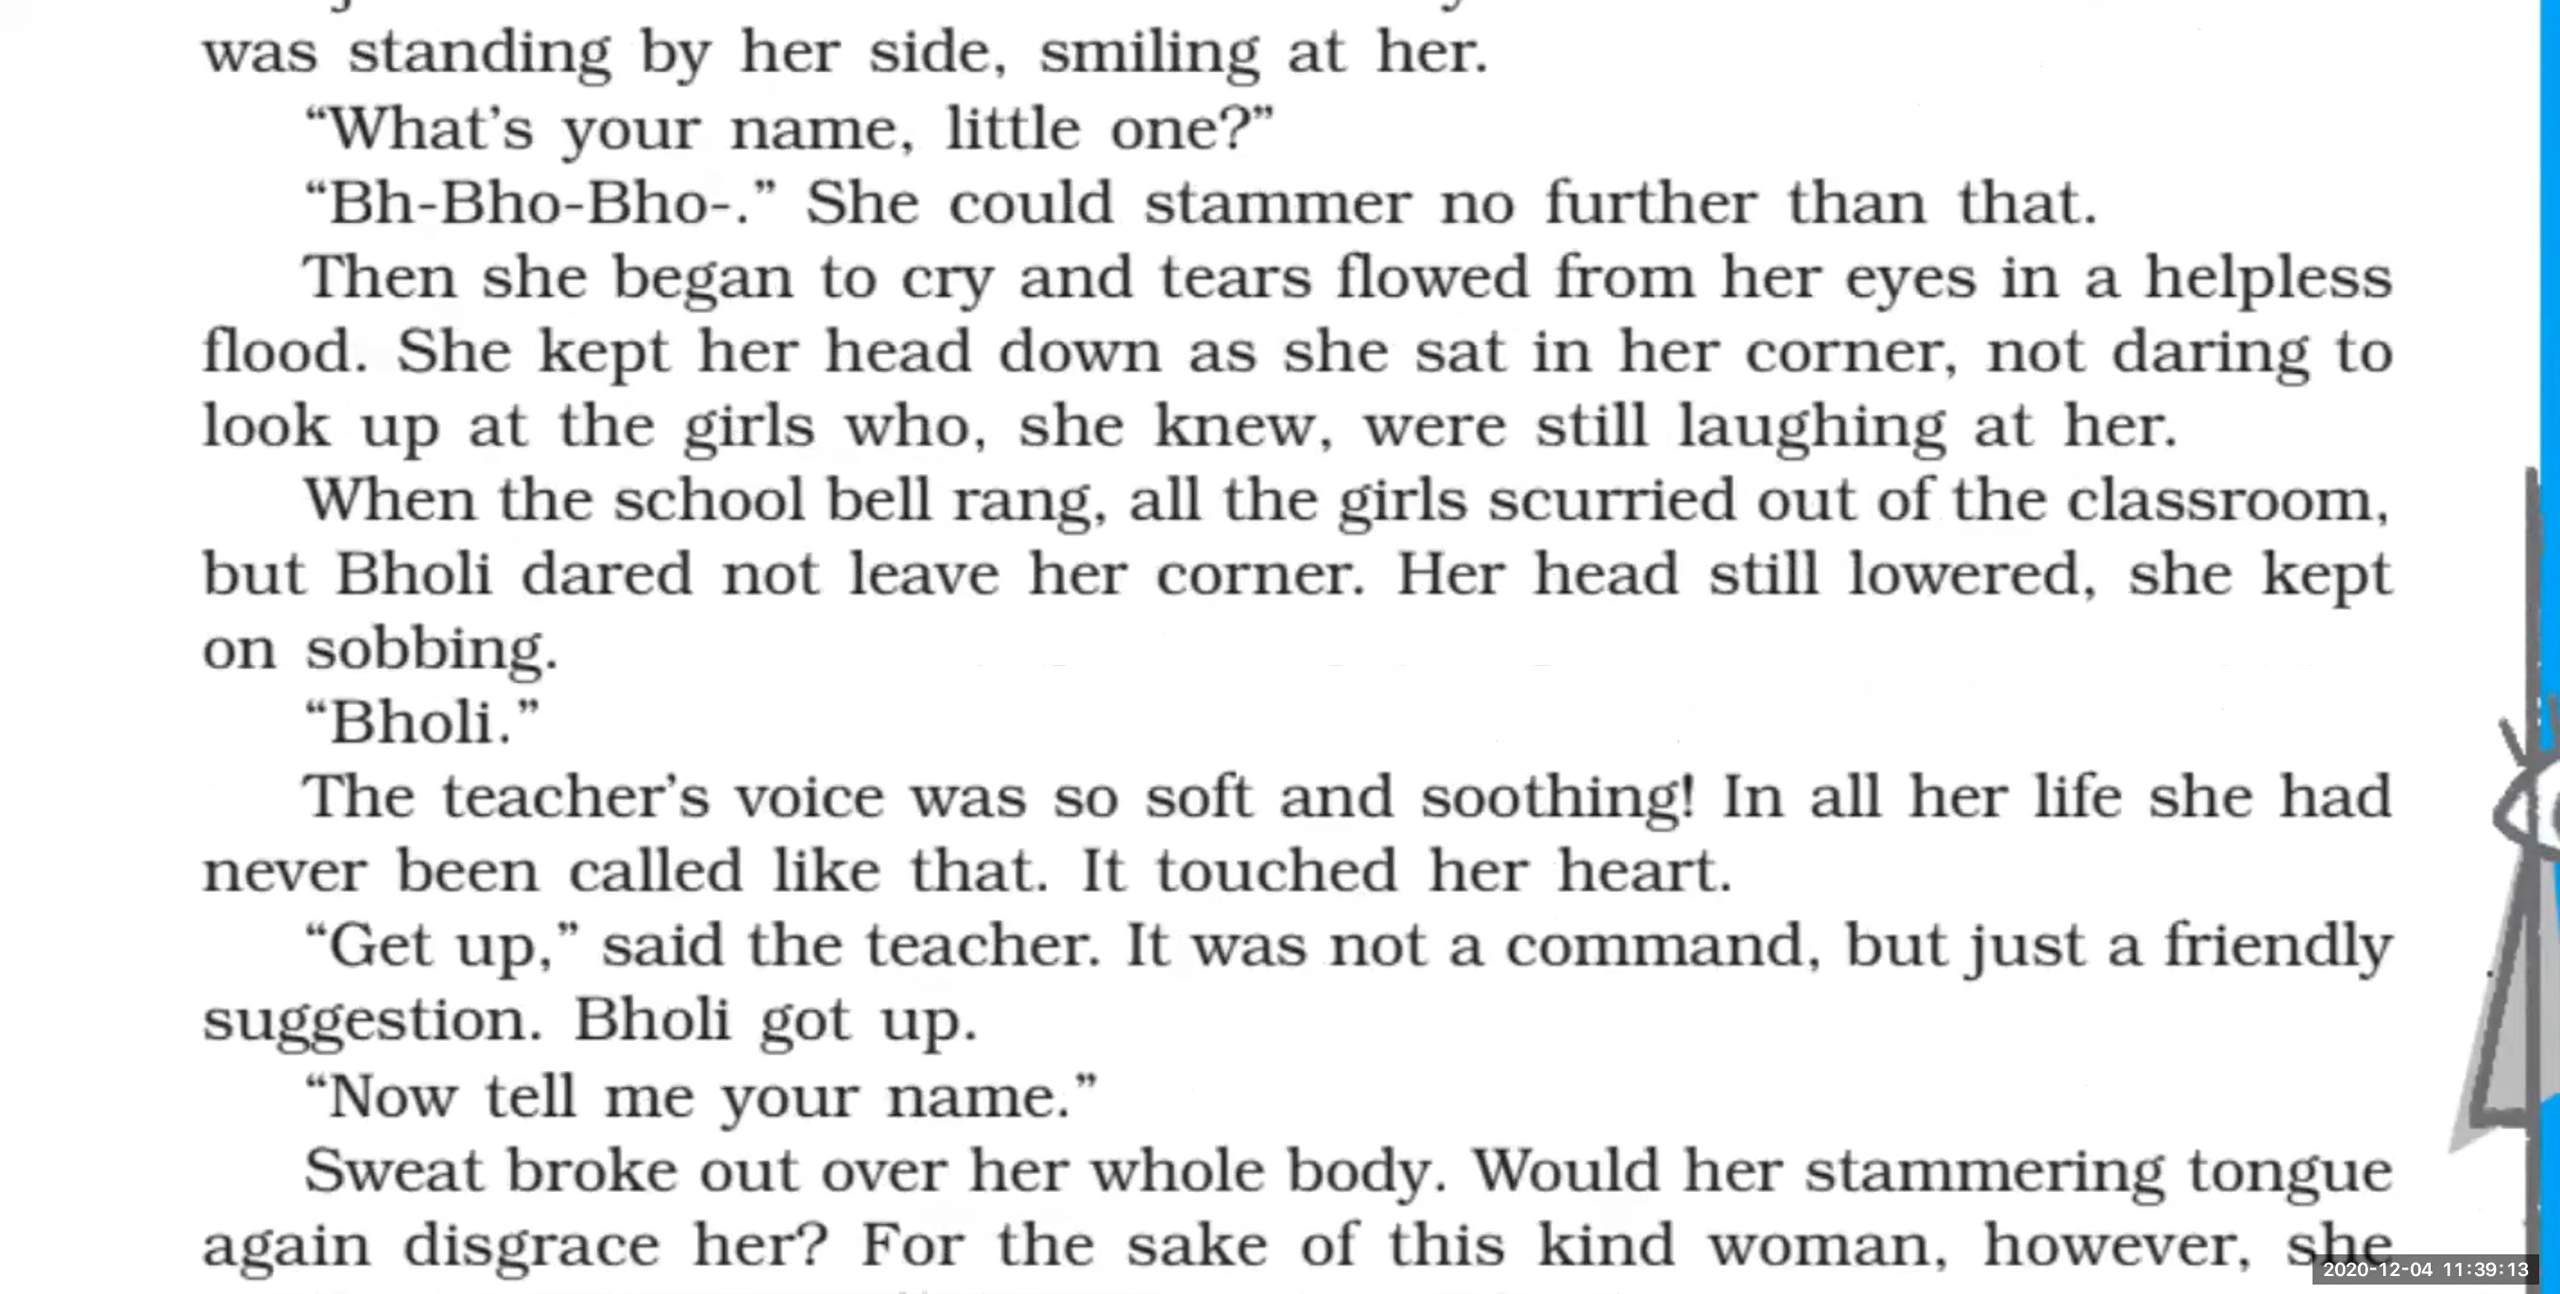 was standing by her side, smiling at her.
“What’s your name, little one?”
“Bh-Bho-Bho-.” She could stammer no further than that.
Then she began to cry and tears flowed from her eyes in a helpless
flood. She kept her head down as she sat in her corner, not daring to
look up at the girls who, she knew, were still laughing at her.
When the school bell rang, all the girls scurried out of the classroom,
but Bholi dared not leave her corner. Her head still lowered, she kept
on sobbing.
“Bholi.”
The teacher’s voice was so soft and soothing! In all her life she had
never been called like that. It touched her heart.
“Get up,” said the teacher. It was not a command, but just a friendly
suggestion. Bholi got up.
“Now tell me your name.”
Sweat broke out over her whole body. Would her stammering tongue
again disgrace her? For the sake of this kind woman, however, she
2020-12-04 11:39:13